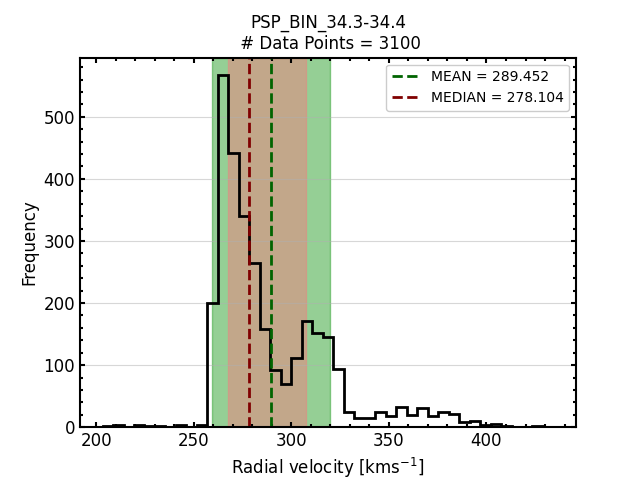 PSP_BIN_34.3-34.4
# Data Points = 3100
MEAN = 289.452
MEDIAN = 278.104
Frequency
500
400
300
200
100
0
200 250 300 350 400
Radial velocity [kms⁻¹]